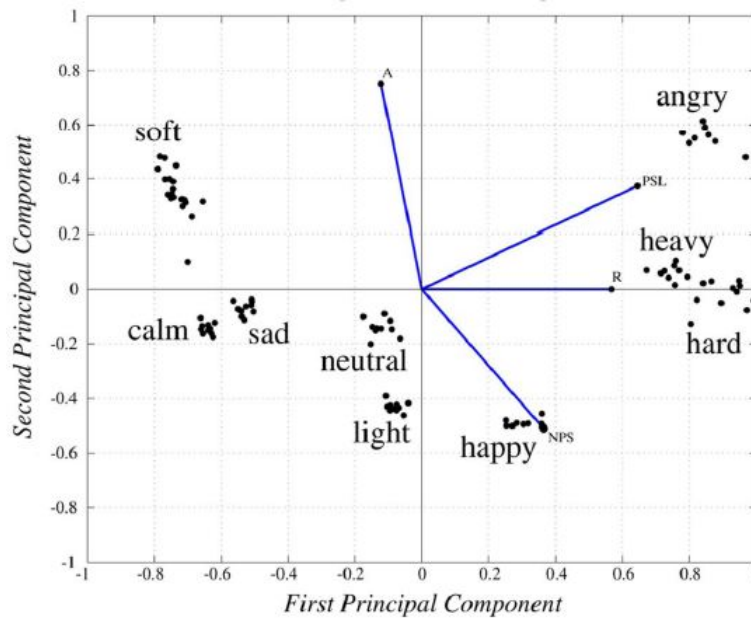 1
0.8
0.6
0.4
0.2
0
-0.2
-0.4
-0.6
-0.8
-1
Second Principal Component
A
angry
soft
PSL
heavy
R
calm
sad
neutral
hard
light
happy
NPS
-1 -0.8 -0.6 -0.4 -0.2 0 0.2 0.4 0.6 0.8 1
First Principal Component